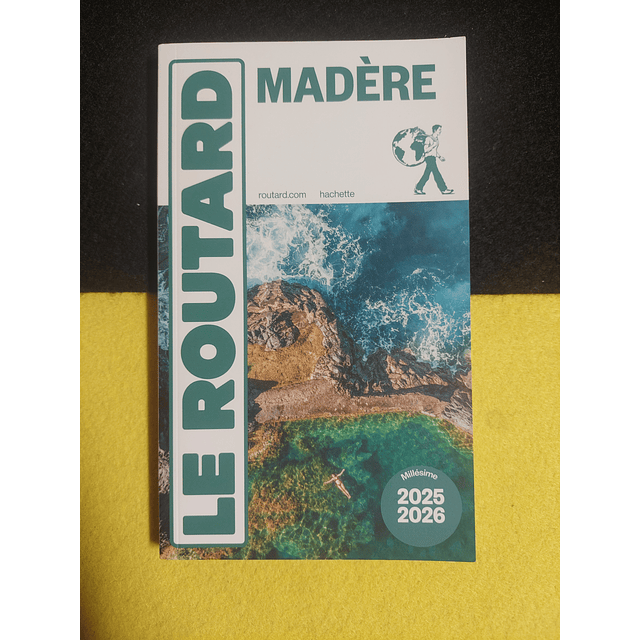 LE ROUTARD
MADÈRE
routard.com hachette
Millésime
2025
2026